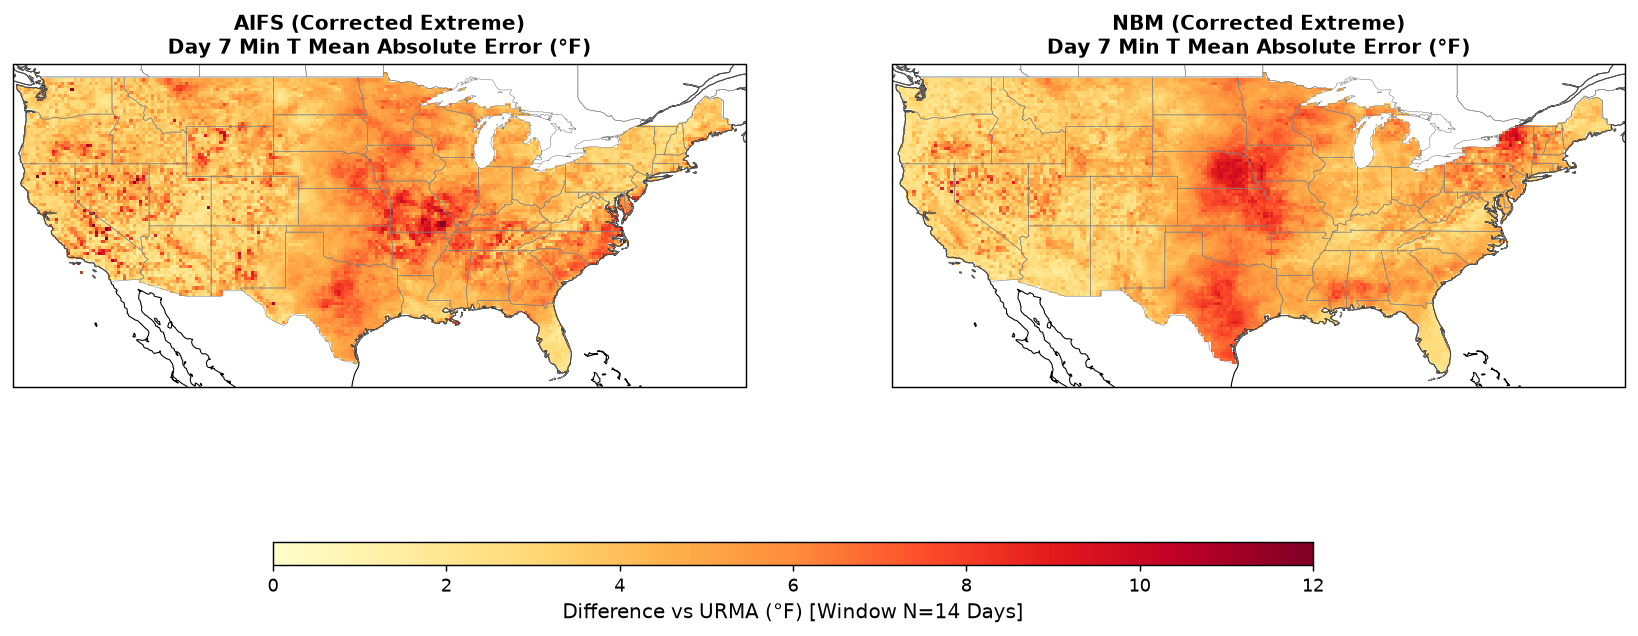 AIFS (Corrected Extreme)
Day 7 Min T Mean Absolute Error (°F)
NBM (Corrected Extreme)
Day 7 Min T Mean Absolute Error (°F)
0 2 4 6 8 10 12
Difference vs URMA (°F) [Window N=14 Days]